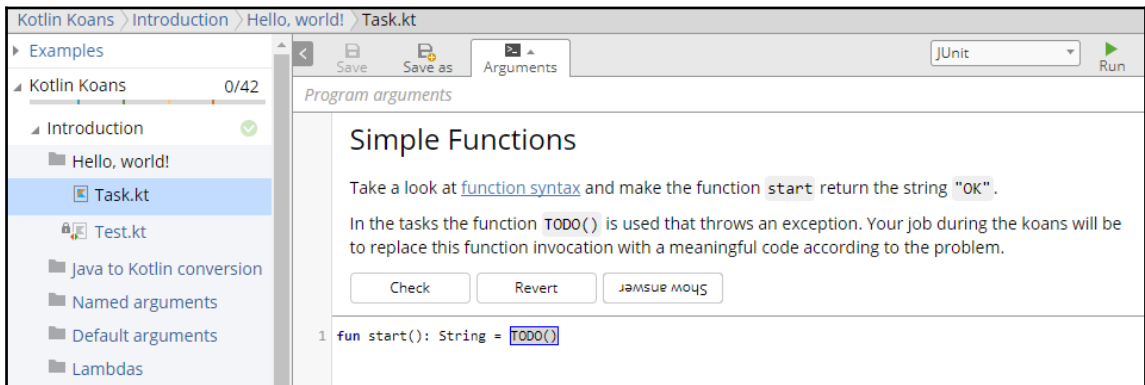 Kotlin Koans Introduction Hello, world! Task.kt
Examples
Kotlin Koans 0/42
Introduction
Hello, world!
Task.kt
Test.kt
Java to Kotlin conversion
Named arguments
Default arguments
Lambdas
Save
Save as
Arguments
JUnit
Run
Program arguments
Simple Functions
Take a look at function syntax and make the function start return the string "OK".
In the tasks the function TODO() is used that throws an exception. Your job during the koans will be
to replace this function invocation with a meaningful code according to the problem.
Check
Revert
Show answer
1 fun start(): String = TODO()